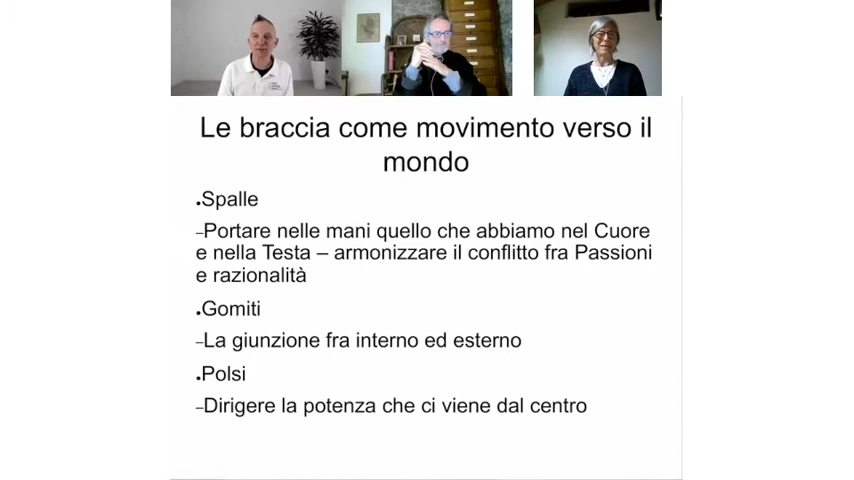 Le braccia come movimento verso il
mondo
●Spalle
–Portare nelle mani quello che abbiamo nel Cuore
e nella Testa – armonizzare il conflitto fra Passioni
e razionalità
●Gomiti
–La giunzione fra interno ed esterno
●Polsi
–Dirigere la potenza che ci viene dal centro